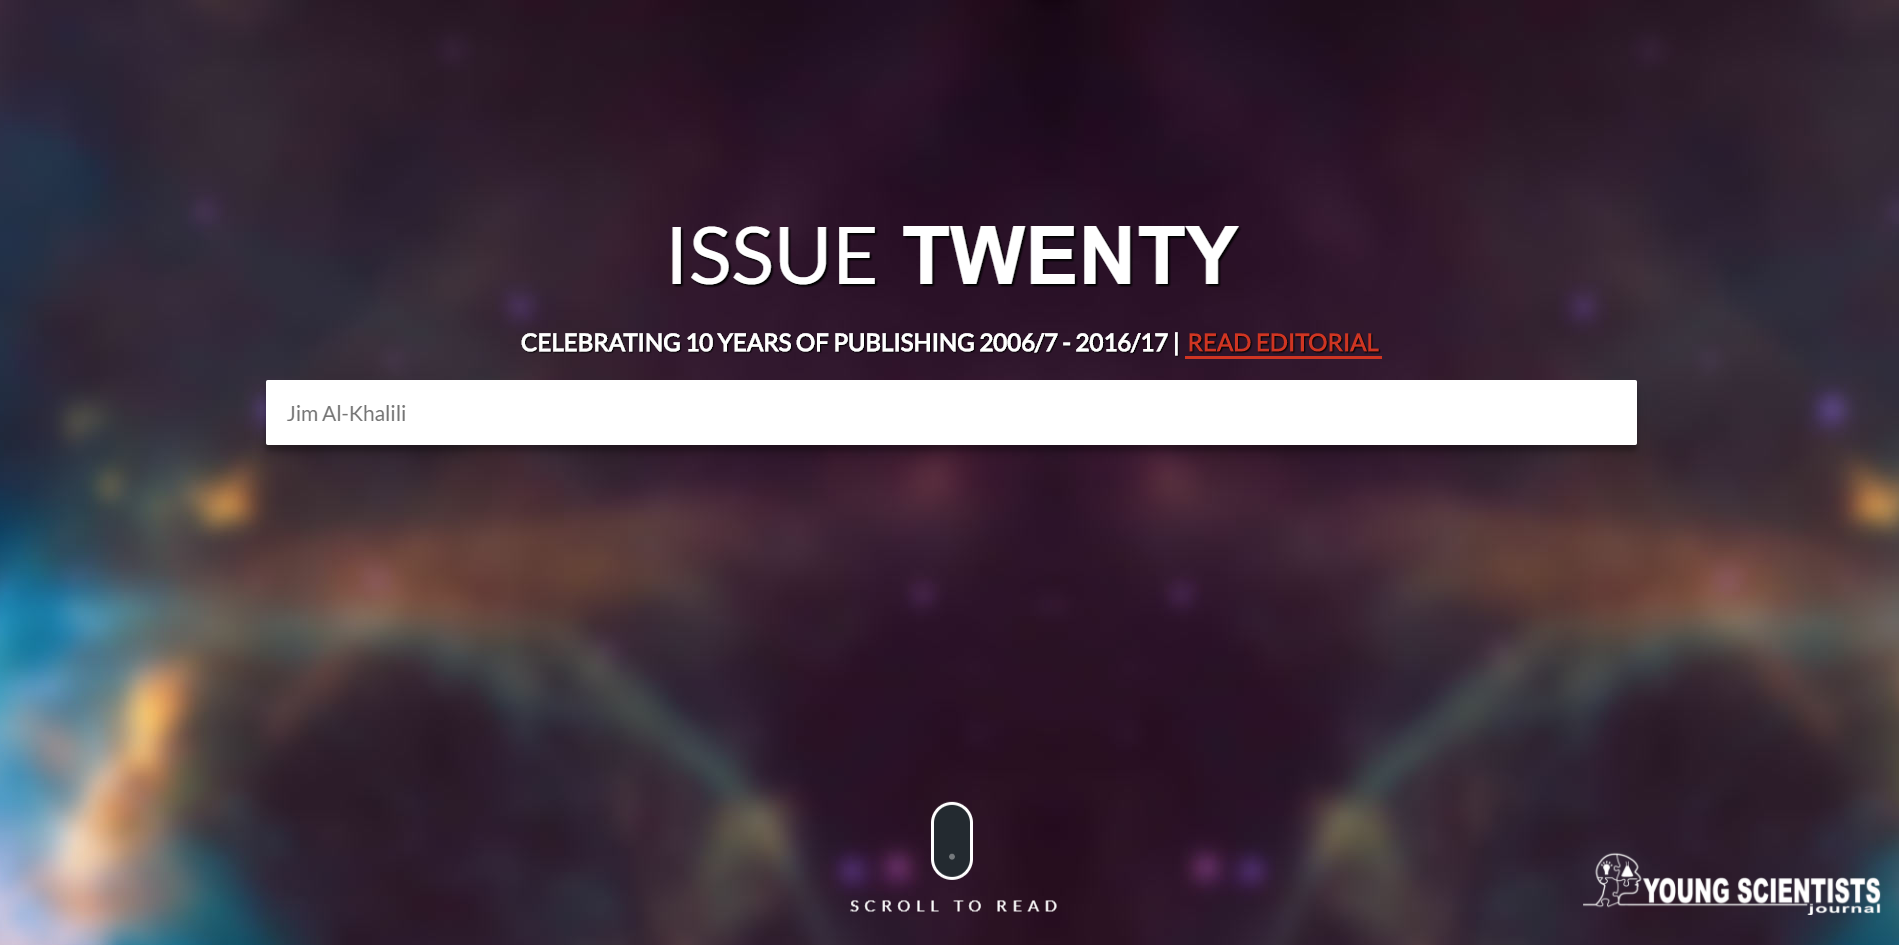 ISSUE TWENTY
CELEBRATING 10 YEARS OF PUBLISHING 2006/7 - 2016/17 | READ EDITORIAL
Jim Al-Khalili
SCROLL TO READ
YOUNG SCIENTISTS
journal